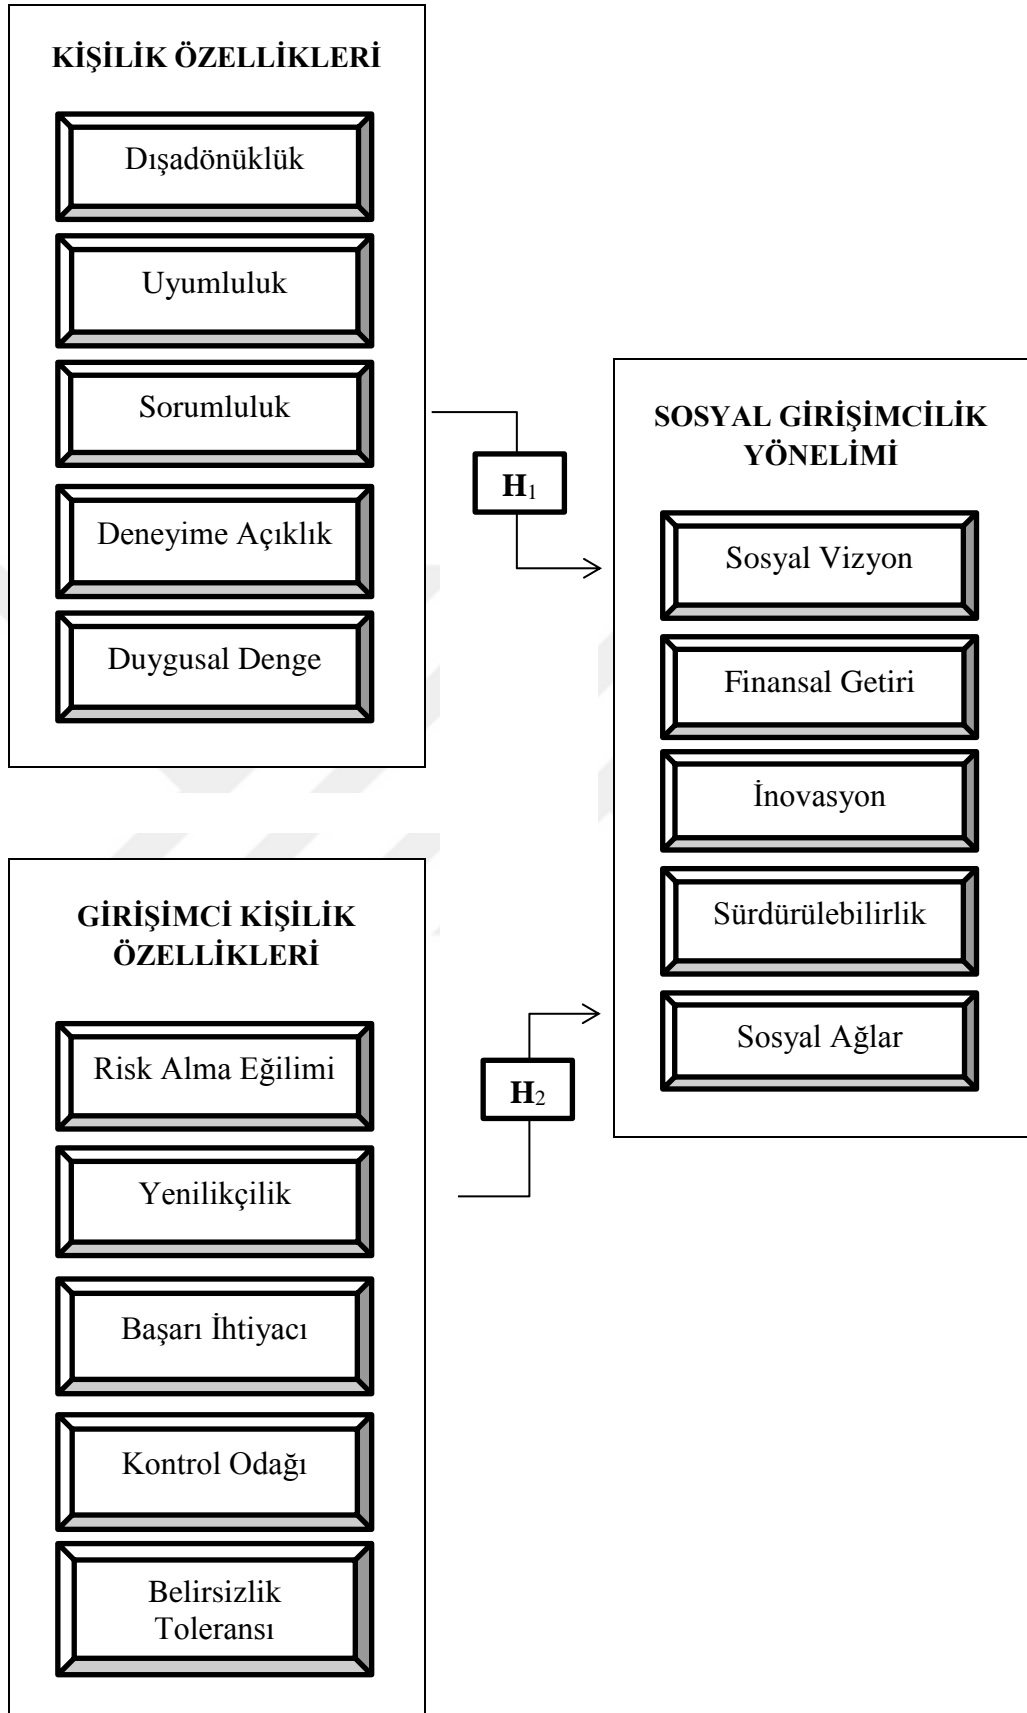 KİŞİLİK ÖZELLİKLERİ
Dışadönüklük
Uyumluluk
Sorumluluk
Deneyime Açıklık
Duygusal Denge
H₁
SOSYAL GİRİŞİMCİLİK
YÖNELİMİ
Sosyal Vizyon
Finansal Getiri
İnovasyon
Sürdürülebilirlik
Sosyal Ağlar
GİRİŞİMCİ KİŞİLİK
ÖZELLİKLERİ
Risk Alma Eğilimi
Yenilikçilik
Başarı İhtiyacı
Kontrol Odağı
Belirsizlik
Toleransı
H₂